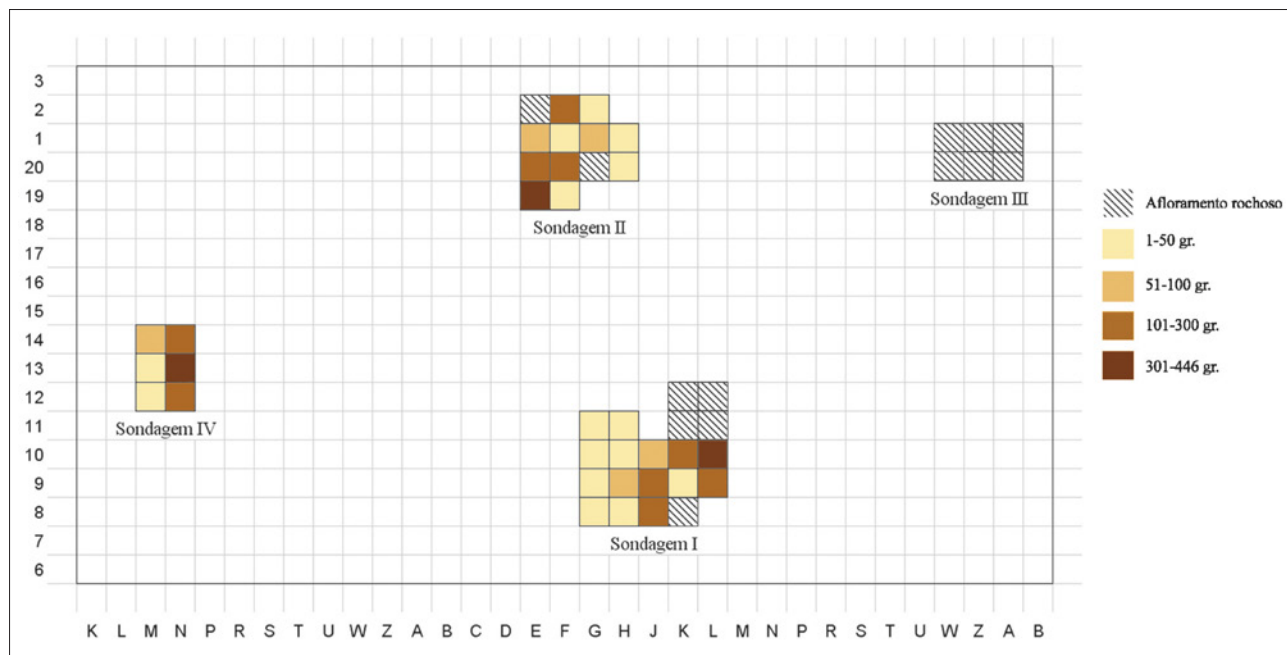 3
2
1
20
19
18
17
16
15
14
13
12
11
10
9
8
7
6
Sondagem II
Sondagem III
Sondagem IV
Sondagem I
K L M N P R S T U W Z A B C D E F G H J K L M N P R S T U W Z A B
Afloramento rochoso
1-50 gr.
51-100 gr.
101-300 gr.
301-446 gr.